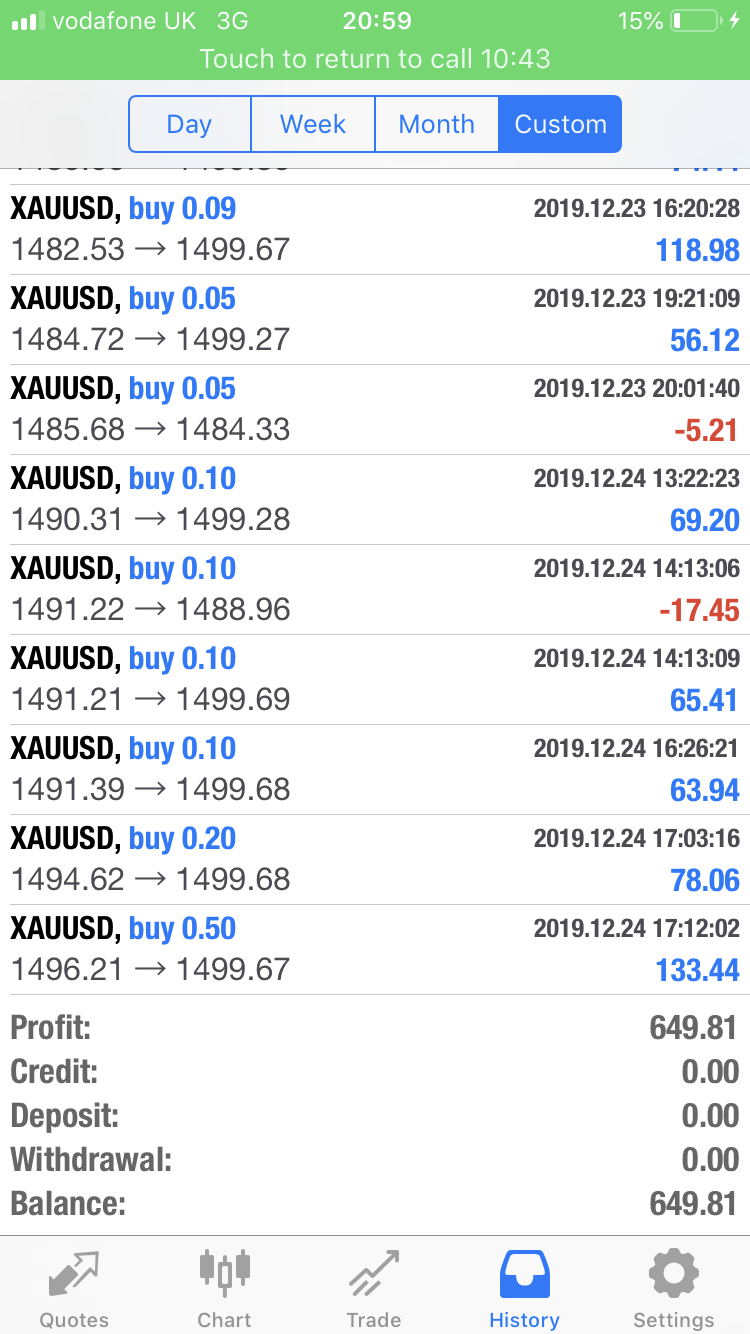 vodafone UK 3G 20:59 15%
Touch to return to call 10:43
Day Week Month Custom
XAUUSD, buy 0.09 2019.12.23 16:20:28
1482.53 → 1499.67 118.98
XAUUSD, buy 0.05 2019.12.23 19:21:09
1484.72 → 1499.27 56.12
XAUUSD, buy 0.05 2019.12.23 20:01:40
1485.68 → 1484.33 -5.21
XAUUSD, buy 0.10 2019.12.24 13:22:23
1490.31 → 1499.28 69.20
XAUUSD, buy 0.10 2019.12.24 14:13:06
1491.22 → 1488.96 -17.45
XAUUSD, buy 0.10 2019.12.24 14:13:09
1491.21 → 1499.69 65.41
XAUUSD, buy 0.10 2019.12.24 16:26:21
1491.39 → 1499.68 63.94
XAUUSD, buy 0.20 2019.12.24 17:03:16
1494.62 → 1499.68 78.06
XAUUSD, buy 0.50 2019.12.24 17:12:02
1496.21 → 1499.67 133.44
Profit: 649.81
Credit: 0.00
Deposit: 0.00
Withdrawal: 0.00
Balance: 649.81
Quotes Chart Trade History Settings